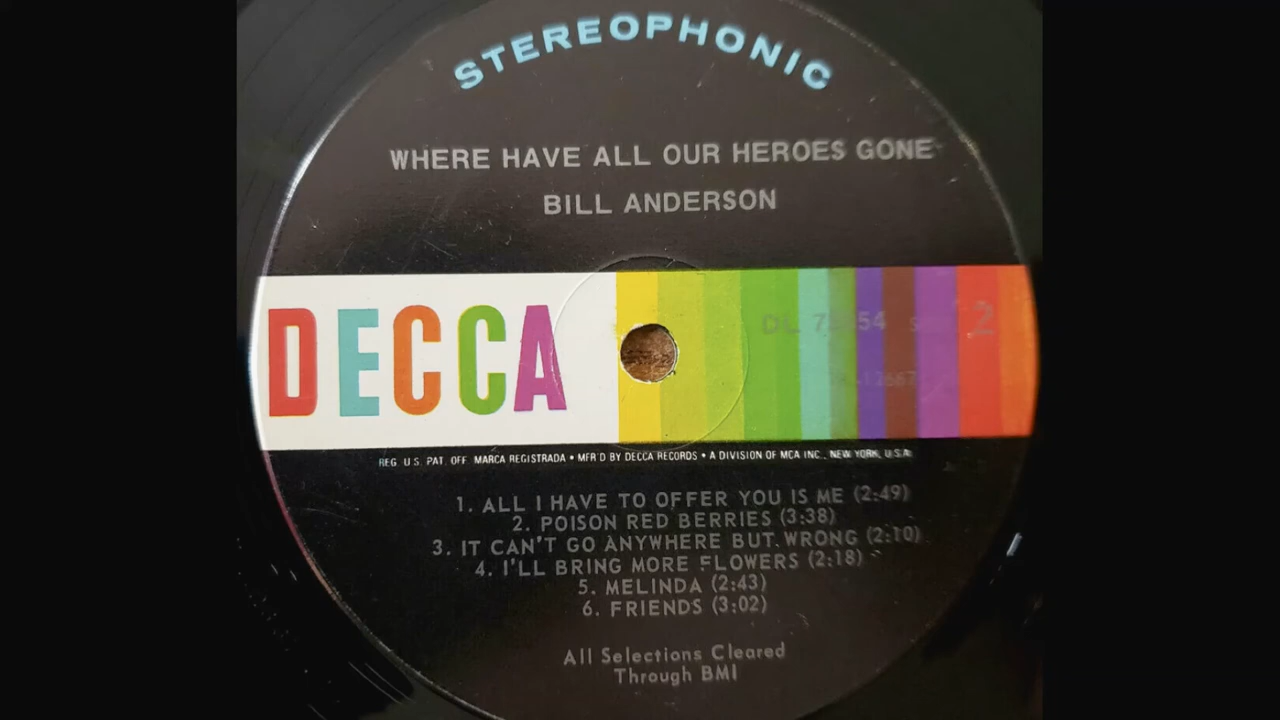 STEREOPHONIC
WHERE HAVE ALL OUR HEROES GONE
BILL ANDERSON
DECCA
DL 2
REG. U.S. PAT. OFF. MARCA REGISTRADA • MFR'D BY DECCA RECORDS • A DIVISION OF MCA INC., NEW YORK, U.S.A.
1. ALL I HAVE TO OFFER YOU IS ME (2:49)
2. POISON RED BERRIES (3:38)
3. IT CAN'T GO ANYWHERE BUT WRONG (2:10)
4. I'LL BRING MORE FLOWERS (2:18)
5. MELINDA (2:43)
6. FRIENDS (3:02)
All Selections Cleared
Through BMI